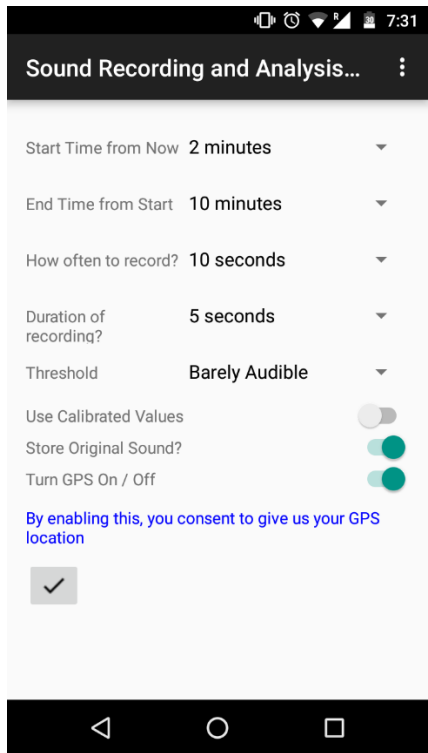 R 30 7:31
Sound Recording and Analysis...
Start Time from Now 2 minutes
End Time from Start 10 minutes
How often to record? 10 seconds
Duration of 5 seconds
recording?
Threshold Barely Audible
Use Calibrated Values
Store Original Sound?
Turn GPS On / Off
By enabling this, you consent to give us your GPS
location